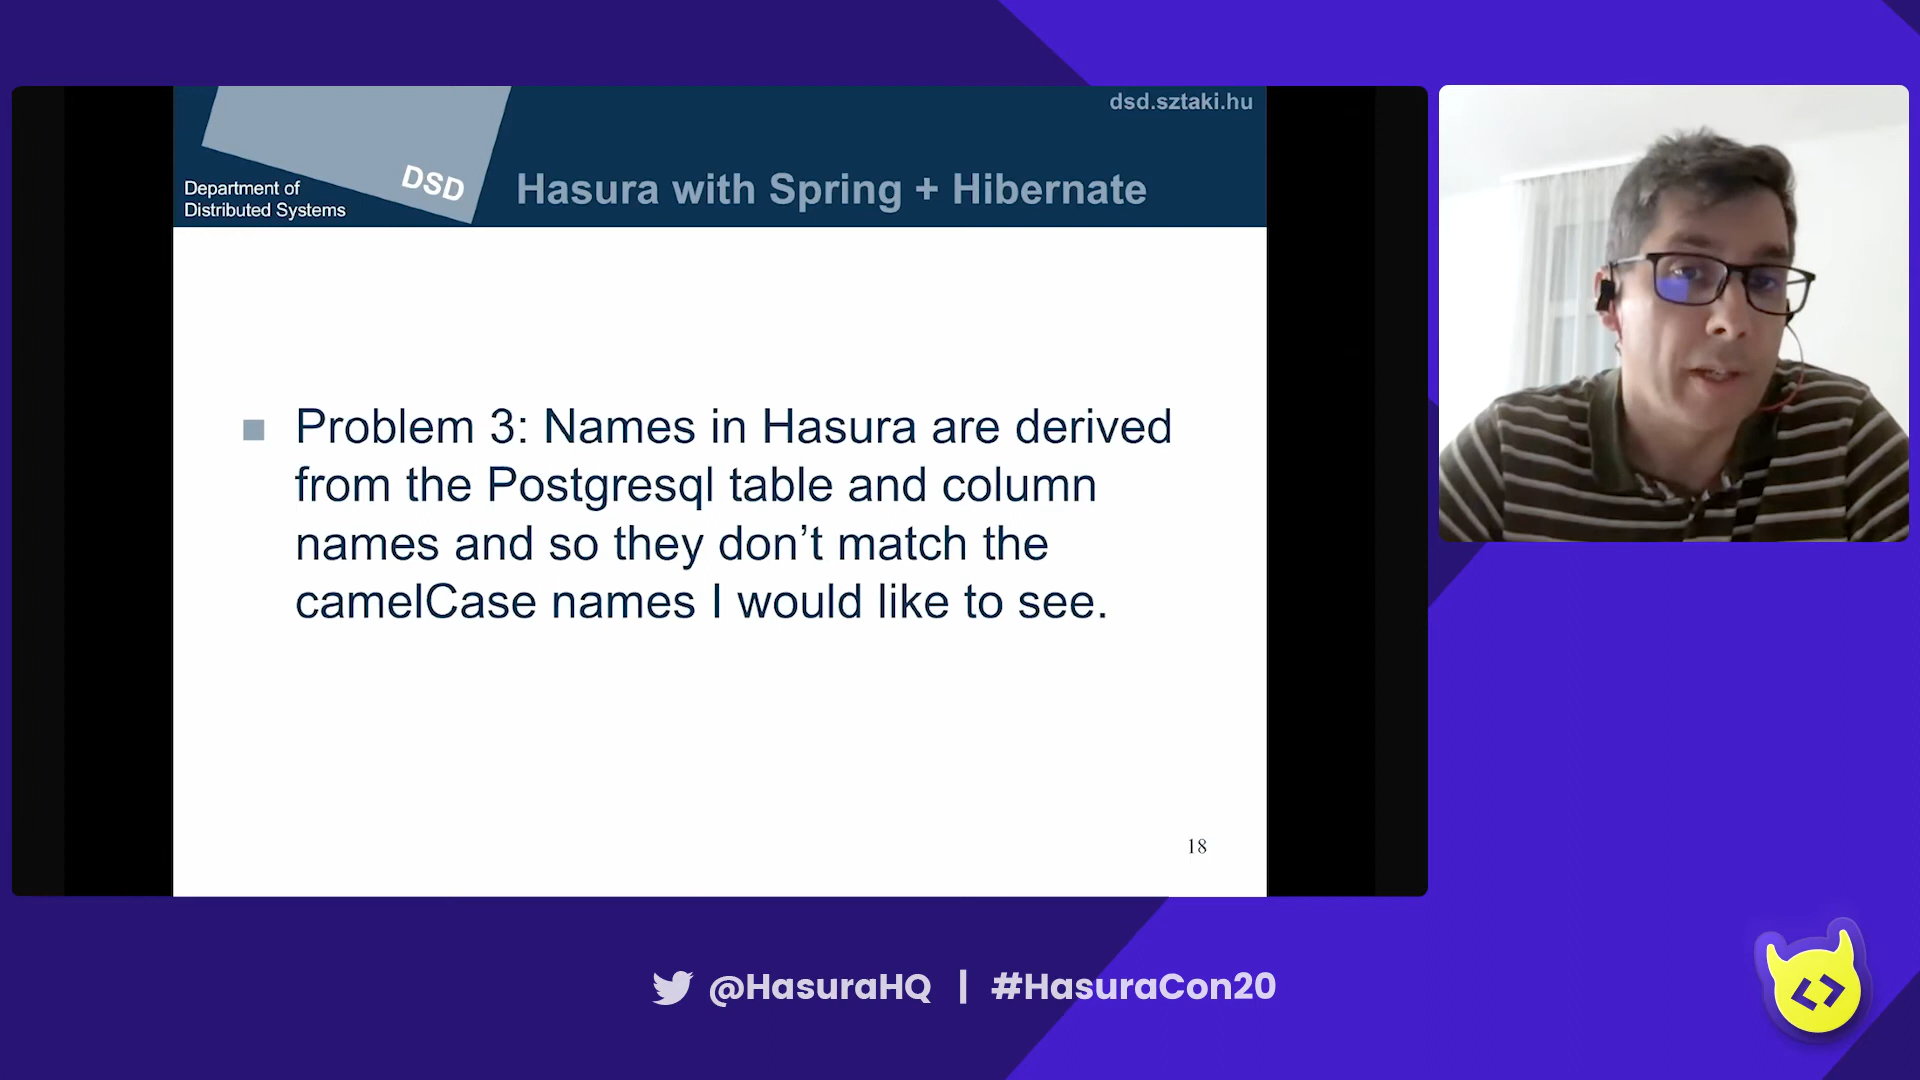 dsd.sztaki.hu
DSD
Department of
Distributed Systems
Hasura with Spring + Hibernate
Problem 3: Names in Hasura are derived
from the Postgresql table and column
names and so they don’t match the
camelCase names I would like to see.
18
@HasuraHQ | #HasuraCon20